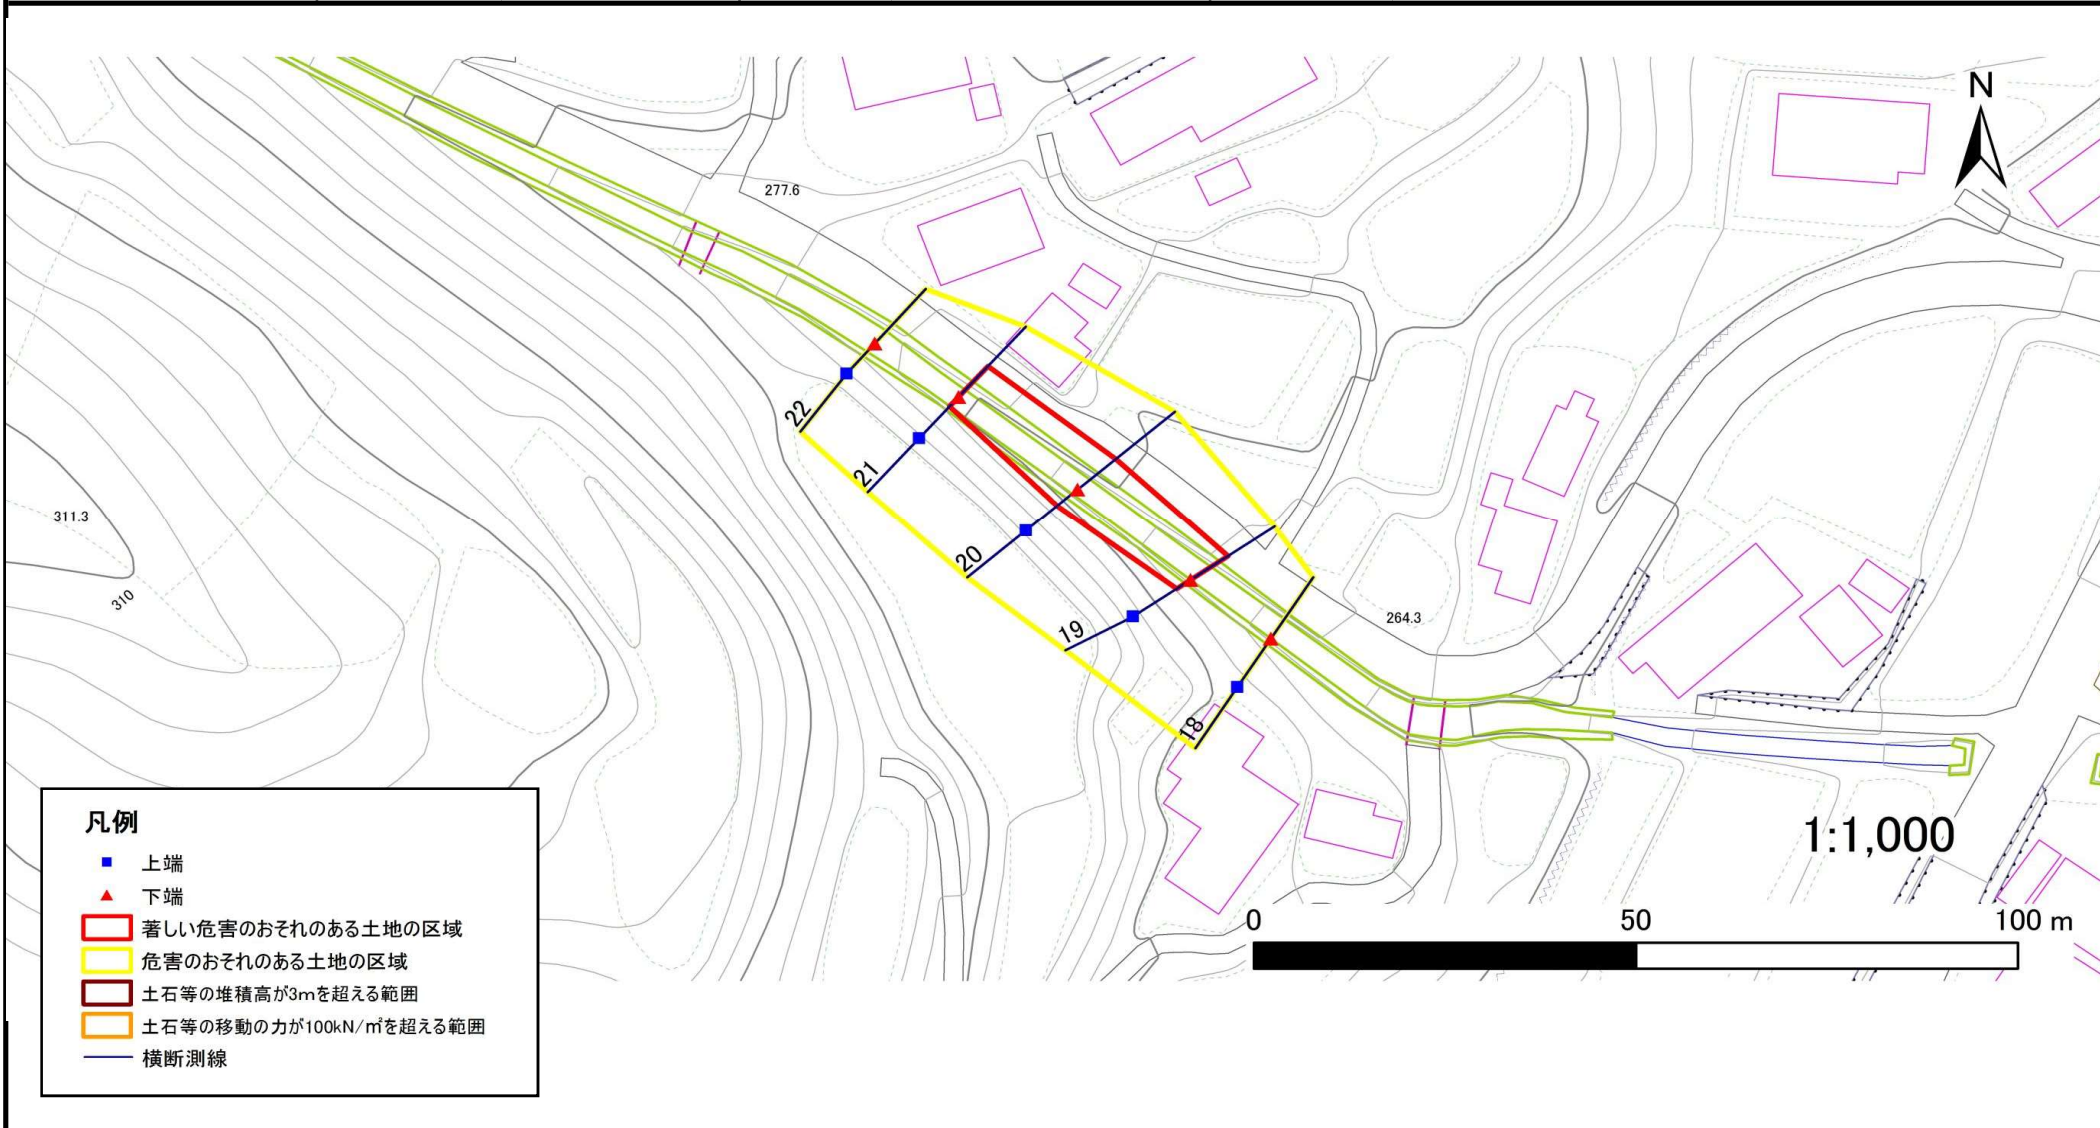 N
277.6
22
21
311.3
20
310
19
264.3
18
1:1,000
0 50 100 m
凡例
上端
下端
著しい危害のおそれのある土地の区域
危害のおそれのある土地の区域
土石等の堆積高が3mを超える範囲
土石等の移動の力が100kN/㎡を超える範囲
横断測線